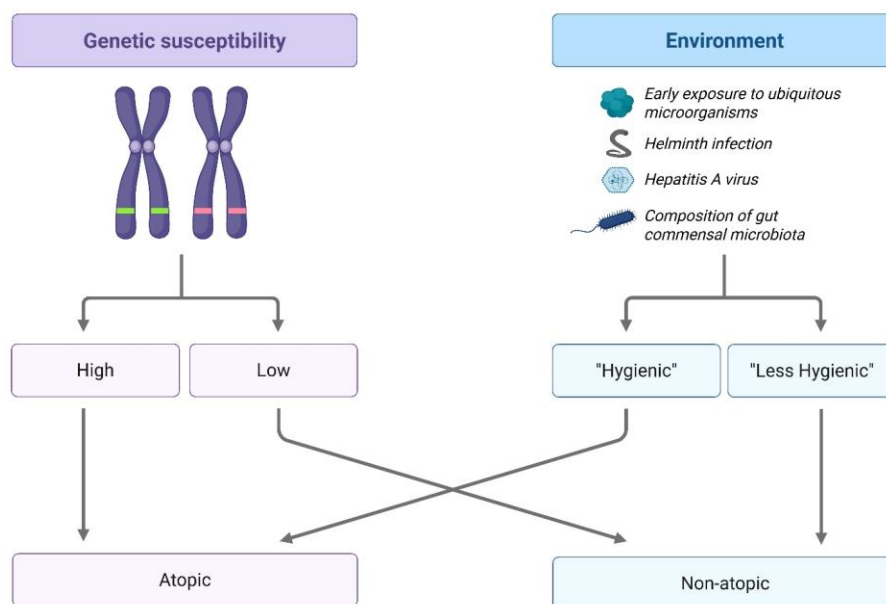 Genetic susceptibility
Environment
Early exposure to ubiquitous
microorganisms
Helminth infection
Hepatitis A virus
Composition of gut
commensal microbiota
High
Low
"Hygienic"
"Less Hygienic"
Atopic
Non-atopic